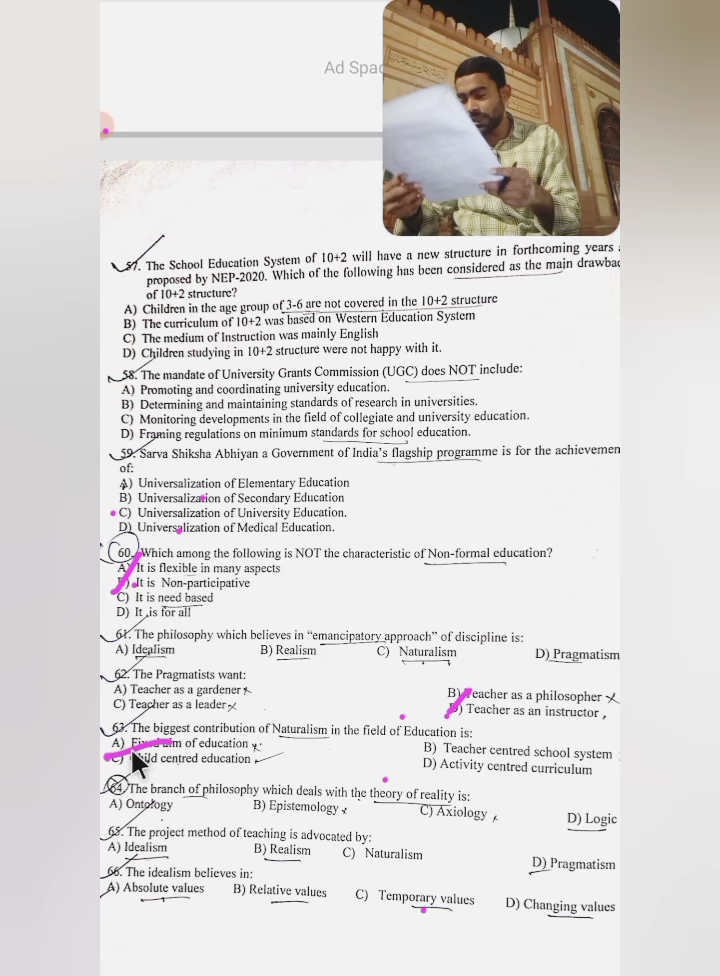 Ad Spac
57. The School Education System of 10+2 will have a new structure in forthcoming years
proposed by NEP-2020. Which of the following has been considered as the main drawbac
of 10+2 structure?
A) Children in the age group of 3-6 are not covered in the 10+2 structure
B) The curriculum of 10+2 was based on Western Education System
C) The medium of Instruction was mainly English
D) Children studying in 10+2 structure were not happy with it.
58. The mandate of University Grants Commission (UGC) does NOT include:
A) Promoting and coordinating university education.
B) Determining and maintaining standards of research in universities.
C) Monitoring developments in the field of collegiate and university education.
D) Framing regulations on minimum standards for school education.
59. Sarva Shiksha Abhiyan a Government of India's flagship programme is for the achievemen
of:
A) Universalization of Elementary Education
B) Universalization of Secondary Education
C) Universalization of University Education.
D) Universalization of Medical Education.
60. Which among the following is NOT the characteristic of Non-formal education?
A) It is flexible in many aspects
B) It is Non-participative
C) It is need based
D) It is for all
61. The philosophy which believes in "emancipatory approach" of discipline is:
A) Idealism B) Realism C) Naturalism D) Pragmatism
62. The Pragmatists want:
A) Teacher as a gardener B) Teacher as a philosopher
C) Teacher as a leader D) Teacher as an instructor
63. The biggest contribution of Naturalism in the field of Education is:
A) Fixed aim of education B) Teacher centred school system
C) Child centred education D) Activity centred curriculum
64. The branch of philosophy which deals with the theory of reality is:
A) Ontology B) Epistemology C) Axiology D) Logic
65. The project method of teaching is advocated by:
A) Idealism B) Realism C) Naturalism D) Pragmatism
66. The idealism believes in:
A) Absolute values B) Relative values C) Temporary values D) Changing values